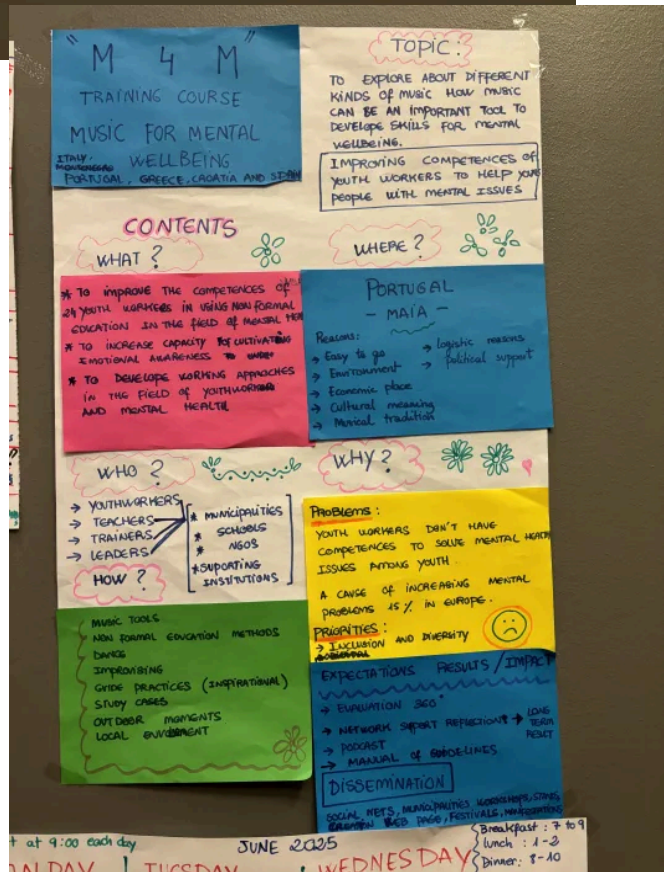 "M 4 M"
TRAINING COURSE
MUSIC FOR MENTAL
WELLBEING
ITALY,
MONTENEGRO
PORTUGAL, GREECE, CROATIA AND SPAIN
TOPIC:
TO EXPLORE ABOUT DIFFERENT
KINDS OF MUSIC HOW MUSIC
CAN BE AN IMPORTANT TOOL TO
DEVELOP SKILLS FOR MENTAL
WELLBEING.
IMPROVING COMPETENCES OF
YOUTH WORKERS TO HELP YOUNG
PEOPLE WITH MENTAL ISSUES
CONTENTS
WHAT?
* TO IMPROVE THE COMPETENCES OF
24 YOUTH WORKERS IN USING NON FORMAL
EDUCATION IN THE FIELD OF MENTAL HEA
* TO INCREASE CAPACITY OF CULTIVATING
EMOTIONAL AWARENESS TO
* TO DEVELOP WORKING APPROACHES
IN THE FIELD OF YOUTHWORK
AND MENTAL HEALTH
WHERE?
PORTUGAL
- MAIA -
Reasons:
→ Easy to go
→ Environment
→ Economic place
→ Cultural meaning
→ Musical tradition
→ logistic reasons
→ Political support
WHO?
→ YOUTHWORKERS
→ TEACHERS
→ TRAINERS
→ LEADERS
* MUNICIPALITIES
* SCHOOLS
* NGOS
* SUPORTING
INSTITUTIONS
WHY?
PROBLEMS:
YOUTH WORKERS DON'T HAVE
COMPETENCES TO SOLVE MENTAL HEALTH
ISSUES AMONG YOUTH.
A CAUSE OF INCREASING MENTAL
PROBLEMS 15% IN EUROPE.
PRIORITIES:
→ INCLUSION AND DIVERSITY
HOW?
MUSIC TOOLS
NON FORMAL EDUCATION METHODS
DANCE
IMPROVISING
GUIDE PRACTICES (INSPIRATIONAL)
STUDY CASES
OUTDOOR MOMENTS
LOCAL
EXPECTATIONS RESULTS / IMPACT
→ EVALUATION 360°
→ NETWORK SUPPORT REFLECTIONS → LONG
TERM
→ PODCAST
→ MANUAL OF GUIDELINES
DISSEMINATION
SOCIAL NETS, MUNICIPALITIES, WORKSHOPS,
WEB PAGE, FESTIVALS,
at 9:00 each day
JUNE 2025
NDAY
TUESDAY
WEDNESDAY
Breakfast: 7 to 9
lunch: 1-2
Dinner: 8-10